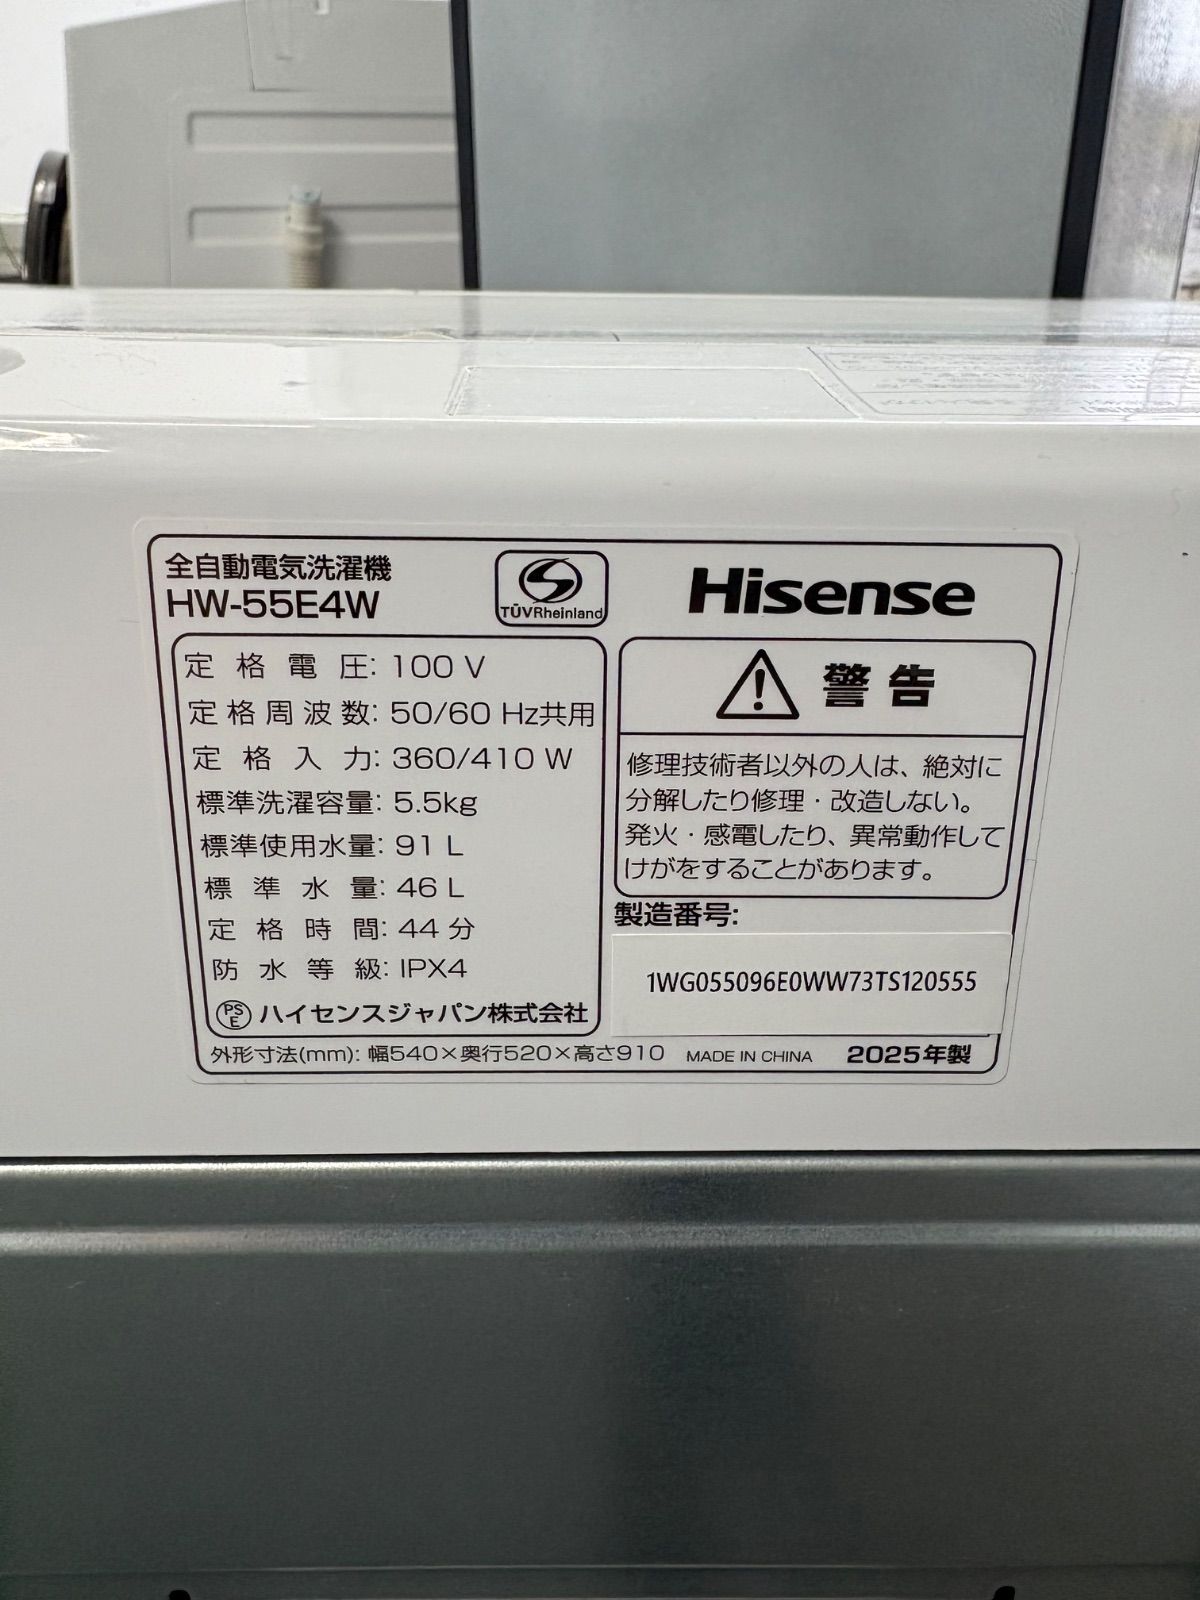 全自動電気洗濯機
HW-55E4W
TÜVRheinland
Hisense
定格電圧: 100 V
定格周波数: 50/60 Hz共用
定格入力: 360/410 W
標準洗濯容量: 5.5kg
標準使用水量: 91 L
標準水量: 46 L
定格時間: 44 分
防水等級: IPX4
PS
E
ハイセンスジャパン株式会社
警告
修理技術者以外の人は、絶対に
分解したり修理・改造しない。
発火・感電したり、異常動作して
けがをすることがあります。
製造番号:
1WG055096E0WW73TS120555
外形寸法(mm): 幅540×奥行520×高さ910
MADE IN CHINA
2025年製